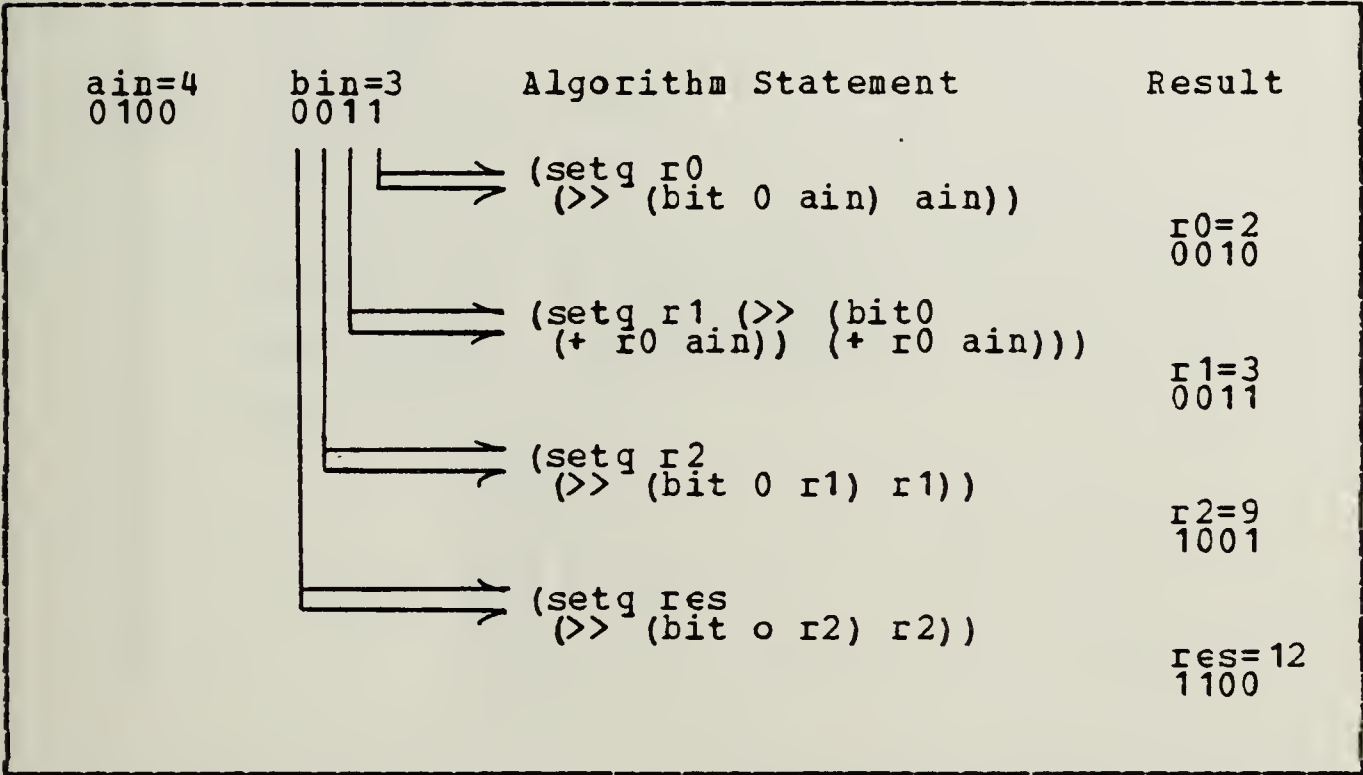 ain=4 bin=3 Algorithm Statement Result
0100 0011
(setq r0
(>> (bit 0 ain) ain))
r0=2
0010
(setq r1 (>> (bit0
(+ r0 ain)) (+ r0 ain)))
r1=3
0011
(setq r2
(>> (bit 0 r1) r1))
r2=9
1001
(setq res
(>> (bit o r2) r2))
res=12
1100